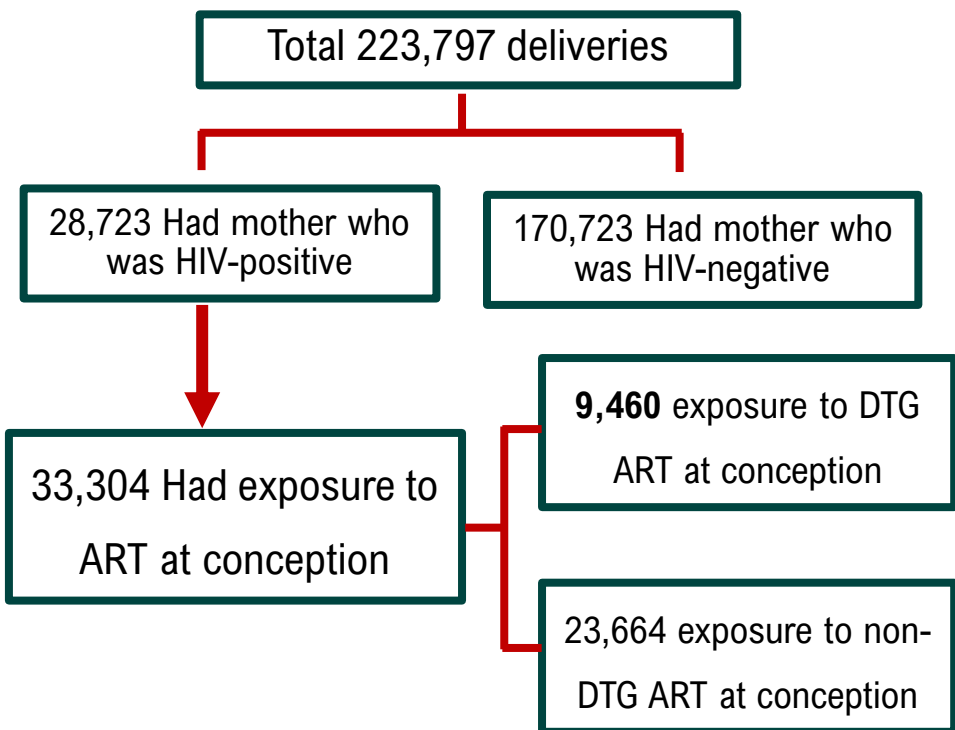 Total 223,797 deliveries
28,723 Had mother who
was HIV-positive
170,723 Had mother who
was HIV-negative
33,304 Had exposure to
ART at conception
9,460 exposure to DTG
ART at conception
23,664 exposure to non-
DTG ART at conception